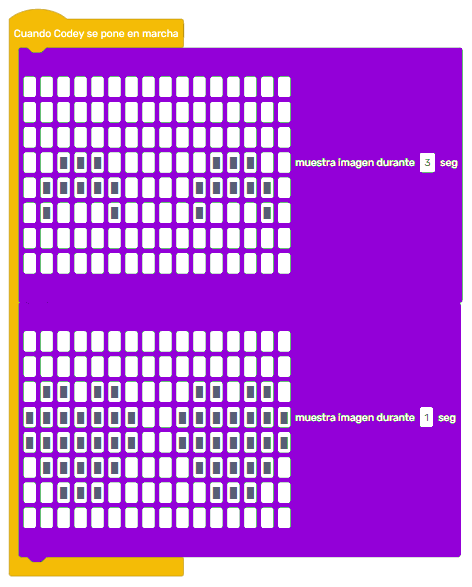 Cuando Codey se pone en marcha
muestra imagen durante 3 seg
muestra imagen durante 1 seg